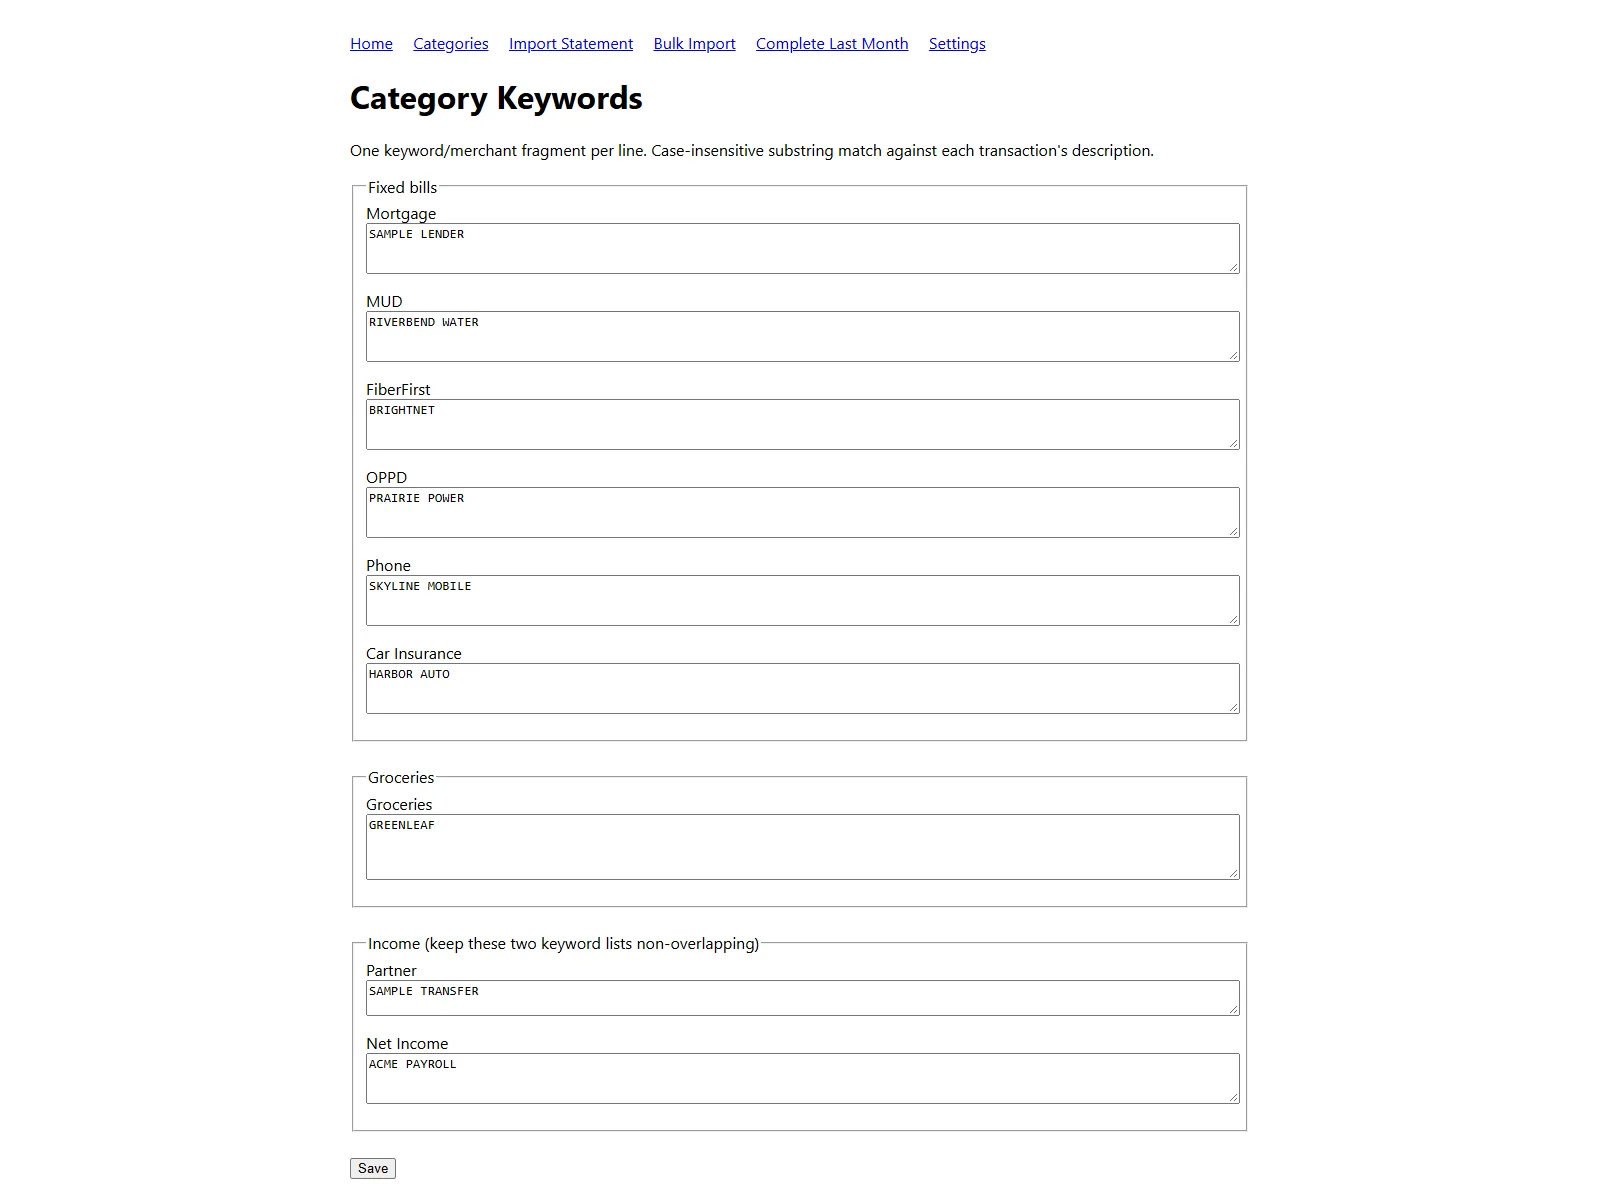 Home Categories Import Statement Bulk Import Complete Last Month Settings
Category Keywords
One keyword/merchant fragment per line. Case-insensitive substring match against each transaction's description.
Fixed bills
Mortgage
SAMPLE LENDER
MUD
RIVERBEND WATER
FiberFirst
BRIGHTNET
OPPD
PRAIRIE POWER
Phone
SKYLINE MOBILE
Car Insurance
HARBOR AUTO
Groceries
Groceries
GREENLEAF
Income (keep these two keyword lists non-overlapping)
Partner
SAMPLE TRANSFER
Net Income
ACME PAYROLL
Save